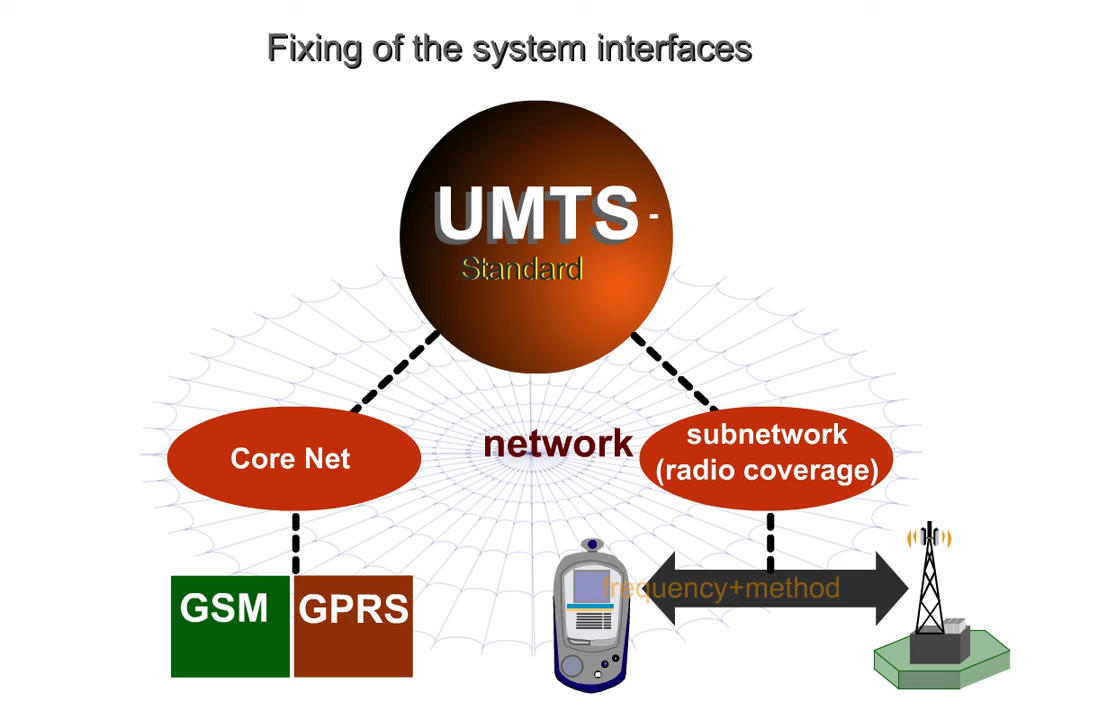 Fixing of the system interfaces
UMTS-
Standard
network
Core Net
subnetwork
(radio coverage)
GSM
GPRS
frequency+method